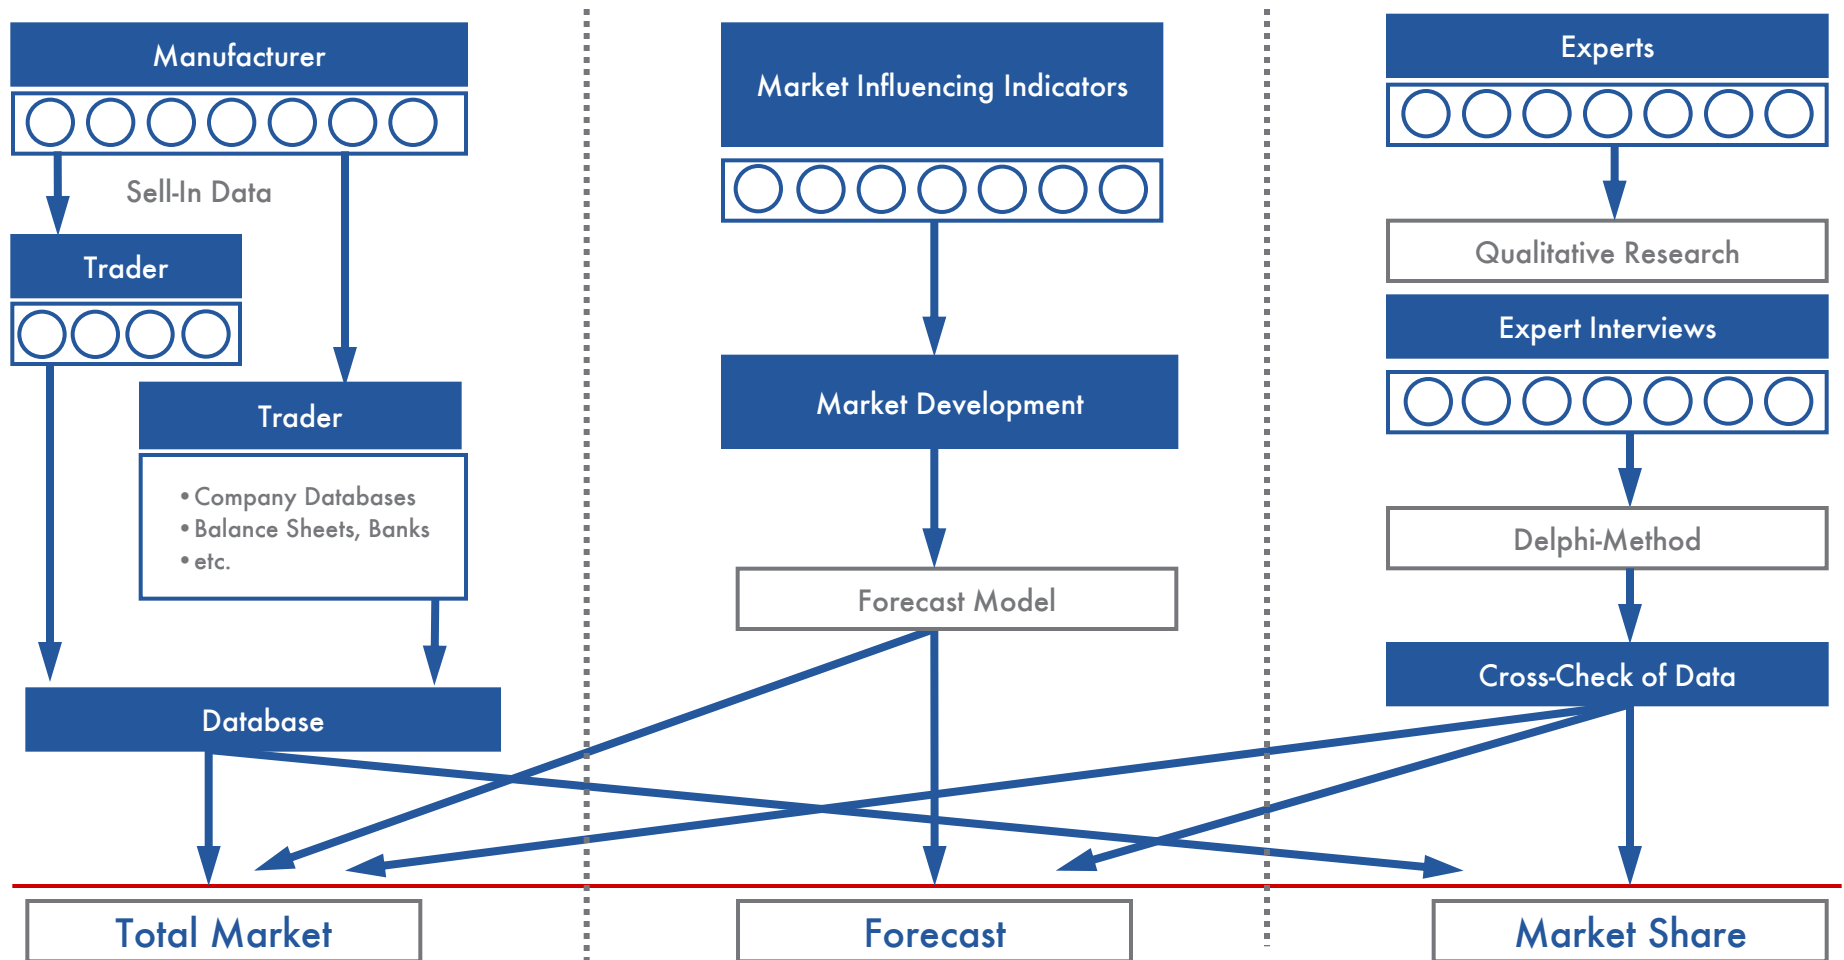 Manufacturer
Sell-In Data
Trader
Trader
• Company Databases
• Balance Sheets, Banks
• etc.
Database
Total Market
Market Influencing Indicators
Market Development
Forecast Model
Forecast
Experts
Qualitative Research
Expert Interviews
Delphi-Method
Cross-Check of Data
Market Share